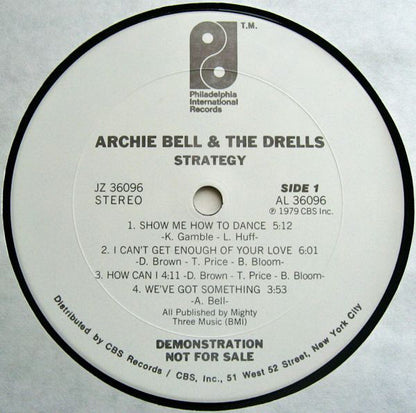 T.M.
Philadelphia
International
Records
ARCHIE BELL & THE DRELLS
STRATEGY
JZ 36096
STEREO
SIDE 1
AL 36096
℗ 1979 CBS Inc.
1. SHOW ME HOW TO DANCE 5:12
-K. Gamble - L. Huff-
2. I CAN'T GET ENOUGH OF YOUR LOVE 6:01
-D. Brown - T. Price - B. Bloom-
3. HOW CAN I 4:11 -D. Brown - T. Price - B. Bloom-
4. WE'VE GOT SOMETHING 3:53
-A. Bell-
All Published by Mighty
Three Music (BMI)
DEMONSTRATION
NOT FOR SALE
Distributed by CBS Records / CBS, Inc., 51 West 52 Street, New York City